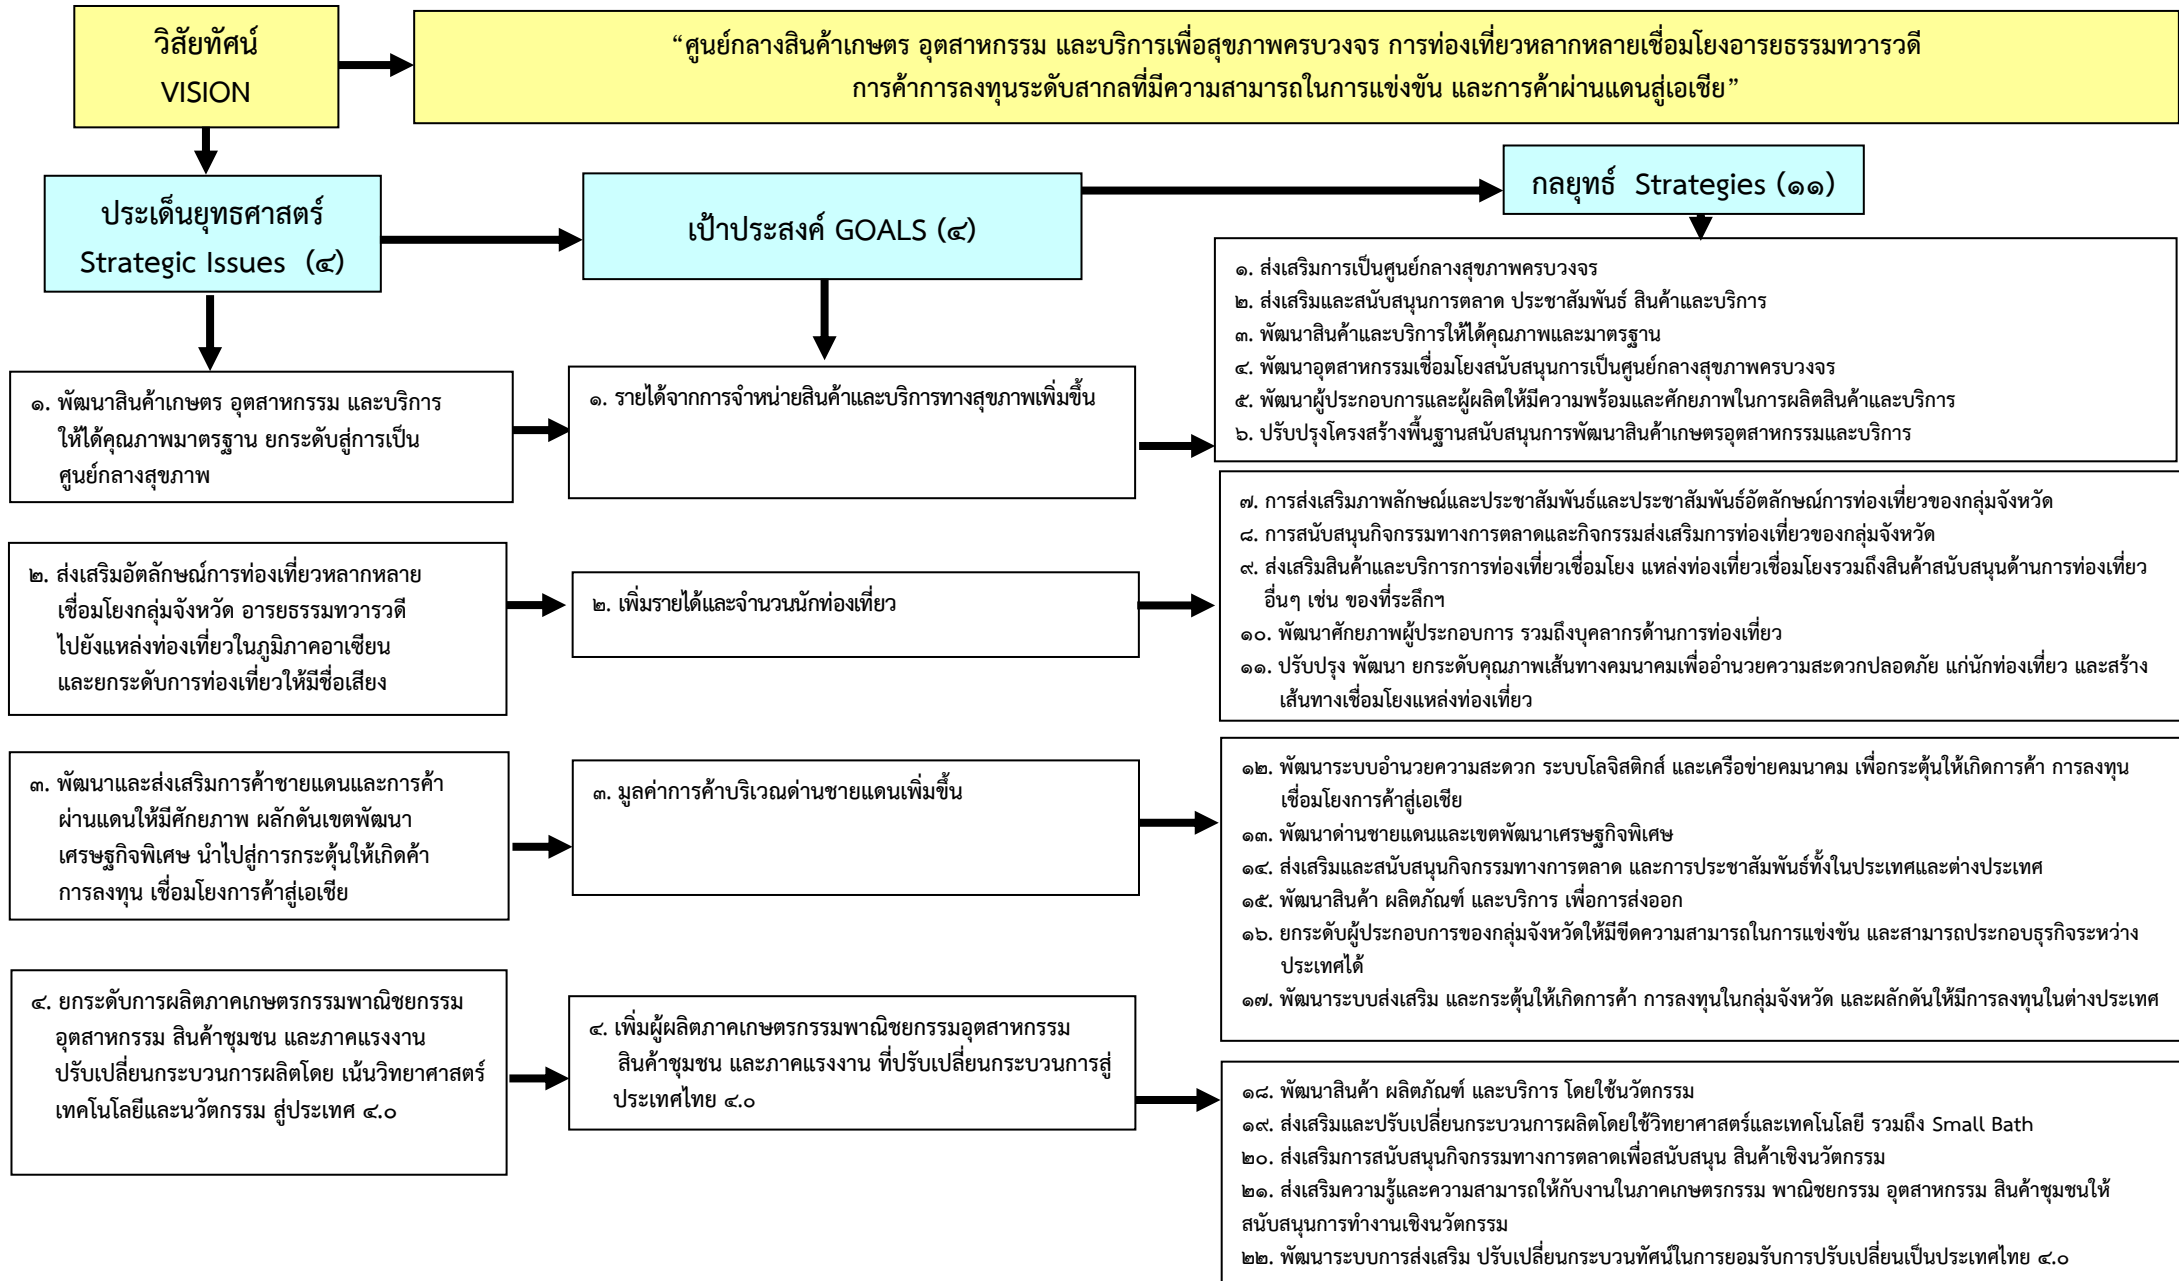 วิสัยทัศน์
VISION
“ศูนย์กลางสินค้าเกษตร อุตสาหกรรม และบริการเพื่อสุขภาพครบวงจร การท่องเที่ยวหลากหลายเชื่อมโยงอารยธรรมทวารวดี
การค้าการลงทุนระดับสากลที่มีความสามารถในการแข่งขัน และการค้าผ่านแดนสู่เอเชีย”
ประเด็นยุทธศาสตร์
Strategic Issues (๔)
เป้าประสงค์ GOALS (๔)
กลยุทธ์ Strategies (๑๑)
๑. พัฒนาสินค้าเกษตร อุตสาหกรรม และบริการ
ให้ได้คุณภาพมาตรฐาน ยกระดับสู่การเป็น
ศูนย์กลางสุขภาพ
๑. รายได้จากการจำหน่ายสินค้าและบริการทางสุขภาพเพิ่มขึ้น
๑. ส่งเสริมการเป็นศูนย์กลางสุขภาพครบวงจร
๒. ส่งเสริมและสนับสนุนการตลาด ประชาสัมพันธ์ สินค้าและบริการ
๓. พัฒนาสินค้าและบริการให้ได้คุณภาพและมาตรฐาน
๔. พัฒนาอุตสาหกรรมเชื่อมโยงสนับสนุนการเป็นศูนย์กลางสุขภาพครบวงจร
๕. พัฒนาผู้ประกอบการและผู้ผลิตให้มีความพร้อมและศักยภาพในการผลิตสินค้าและบริการ
๖. ปรับปรุงโครงสร้างพื้นฐานสนับสนุนการพัฒนาสินค้าเกษตรอุตสาหกรรมและบริการ
๒. ส่งเสริมอัตลักษณ์การท่องเที่ยวหลากหลาย
เชื่อมโยงกลุ่มจังหวัด อารยธรรมทวารวดี
ไปยังแหล่งท่องเที่ยวในภูมิภาคอาเซียน
และยกระดับการท่องเที่ยวให้มีชื่อเสียง
๒. เพิ่มรายได้และจำนวนนักท่องเที่ยว
๗. การส่งเสริมภาพลักษณ์และประชาสัมพันธ์และประชาสัมพันธ์อัตลักษณ์การท่องเที่ยวของกลุ่มจังหวัด
๘. การสนับสนุนกิจกรรมทางการตลาดและกิจกรรมส่งเสริมการท่องเที่ยวของกลุ่มจังหวัด
๙. ส่งเสริมสินค้าและบริการการท่องเที่ยวเชื่อมโยง แหล่งท่องเที่ยวเชื่อมโยงรวมถึงสินค้าสนับสนุนด้านการท่องเที่ยว
อื่นๆ เช่น ของที่ระลึกฯ
๑๐. พัฒนาศักยภาพผู้ประกอบการ รวมถึงบุคลากรด้านการท่องเที่ยว
๑๑. ปรับปรุง พัฒนา ยกระดับคุณภาพเส้นทางคมนาคมเพื่ออำนวยความสะดวกปลอดภัย แก่นักท่องเที่ยว และสร้าง
เส้นทางเชื่อมโยงแหล่งท่องเที่ยว
๓. พัฒนาและส่งเสริมการค้าชายแดนและการค้า
ผ่านแดนให้มีศักยภาพ ผลักดันเขตพัฒนา
เศรษฐกิจพิเศษ นำไปสู่การกระตุ้นให้เกิดค้า
การลงทุน เชื่อมโยงการค้าสู่เอเชีย
๓. มูลค่าการค้าบริเวณด่านชายแดนเพิ่มขึ้น
๑๒. พัฒนาระบบอำนวยความสะดวก ระบบโลจิสติกส์ และเครือข่ายคมนาคม เพื่อกระตุ้นให้เกิดการค้า การลงทุน
เชื่อมโยงการค้าสู่เอเชีย
๑๓. พัฒนาด่านชายแดนและเขตพัฒนาเศรษฐกิจพิเศษ
๑๔. ส่งเสริมและสนับสนุนกิจกรรมทางการตลาด และการประชาสัมพันธ์ทั้งในประเทศและต่างประเทศ
๑๕. พัฒนาสินค้า ผลิตภัณฑ์ และบริการ เพื่อการส่งออก
๑๖. ยกระดับผู้ประกอบการของกลุ่มจังหวัดให้มีขีดความสามารถในการแข่งขัน และสามารถประกอบธุรกิจระหว่าง
ประเทศได้
๑๗. พัฒนาระบบส่งเสริม และกระตุ้นให้เกิดการค้า การลงทุนในกลุ่มจังหวัด และผลักดันให้มีการลงทุนในต่างประเทศ
๔. ยกระดับการผลิตภาคเกษตรกรรมพาณิชยกรรม
อุตสาหกรรม สินค้าชุมชน และภาคแรงงาน
ปรับเปลี่ยนกระบวนการผลิตโดย เน้นวิทยาศาสตร์
เทคโนโลยีและนวัตกรรม สู่ประเทศ ๔.๐
๔. เพิ่มผู้ผลิตภาคเกษตรกรรมพาณิชยกรรมอุตสาหกรรม
สินค้าชุมชน และภาคแรงงาน ที่ปรับเปลี่ยนกระบวนการสู่
ประเทศไทย ๔.๐
๑๘. พัฒนาสินค้า ผลิตภัณฑ์ และบริการ โดยใช้นวัตกรรม
๑๙. ส่งเสริมและปรับเปลี่ยนกระบวนการผลิตโดยใช้วิทยาศาสตร์และเทคโนโลยี รวมถึง Small Bath
๒๐. ส่งเสริมการสนับสนุนกิจกรรมทางการตลาดเพื่อสนับสนุน สินค้าเชิงนวัตกรรม
๒๑. ส่งเสริมความรู้และความสามารถให้กับงานในภาคเกษตรกรรม พาณิชยกรรม อุตสาหกรรม สินค้าชุมชนให้
สนับสนุนการทำงานเชิงนวัตกรรม
๒๒. พัฒนาระบบการส่งเสริม ปรับเปลี่ยนกระบวนทัศน์ในการยอมรับการปรับเปลี่ยนเป็นประเทศไทย ๔.๐